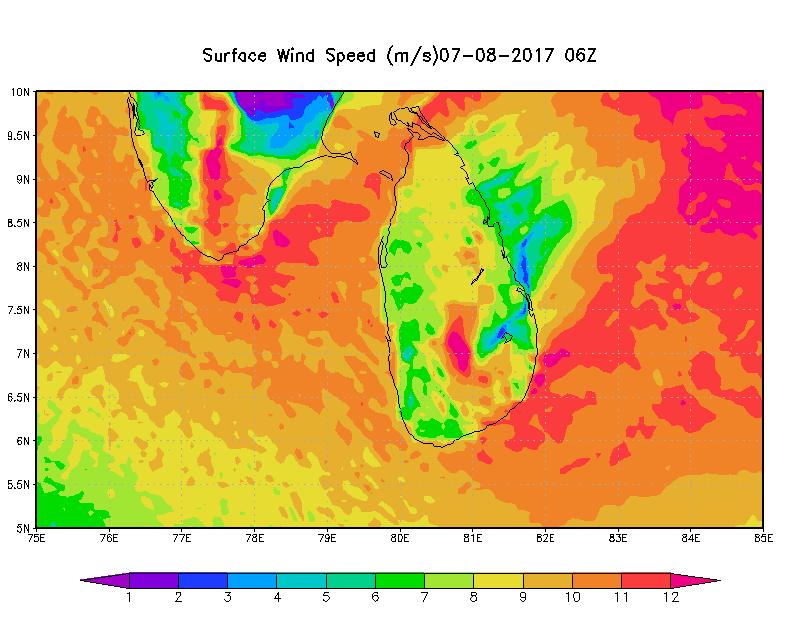 Surface Wind Speed (m/s)07-08-2017 06Z
10N
9.5N
9N
8.5N
8N
7.5N
7N
6.5N
6N
5.5N
5N
75E 76E 77E 78E 79E 80E 81E 82E 83E 84E 85E
1 2 3 4 5 6 7 8 9 10 11 12